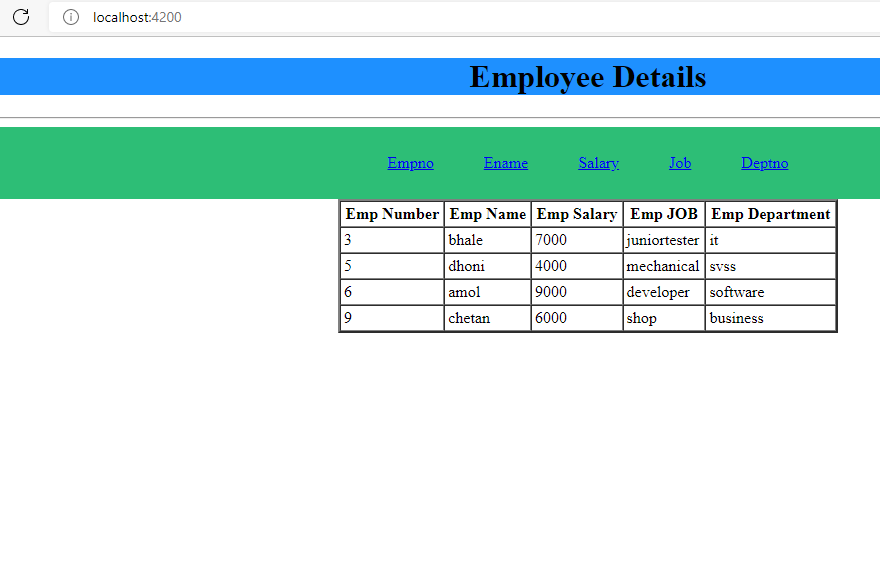 localhost:4200
Employee Details
Empno Ename Salary Job Deptno
Emp Number Emp Name Emp Salary Emp JOB Emp Department
3 bhale 7000 juniortester it
5 dhoni 4000 mechanical svss
6 amol 9000 developer software
9 chetan 6000 shop business